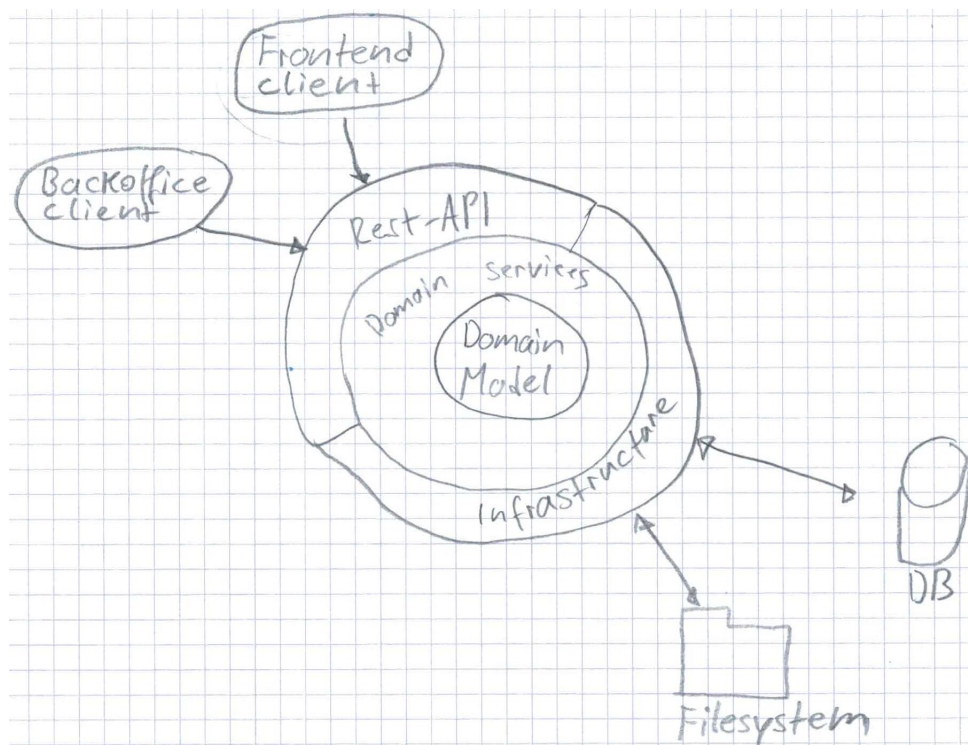 Frontend
client
Backoffice
client
Rest-API
Domain Services
Domain
Model
Infrastructure
DB
Filesystem